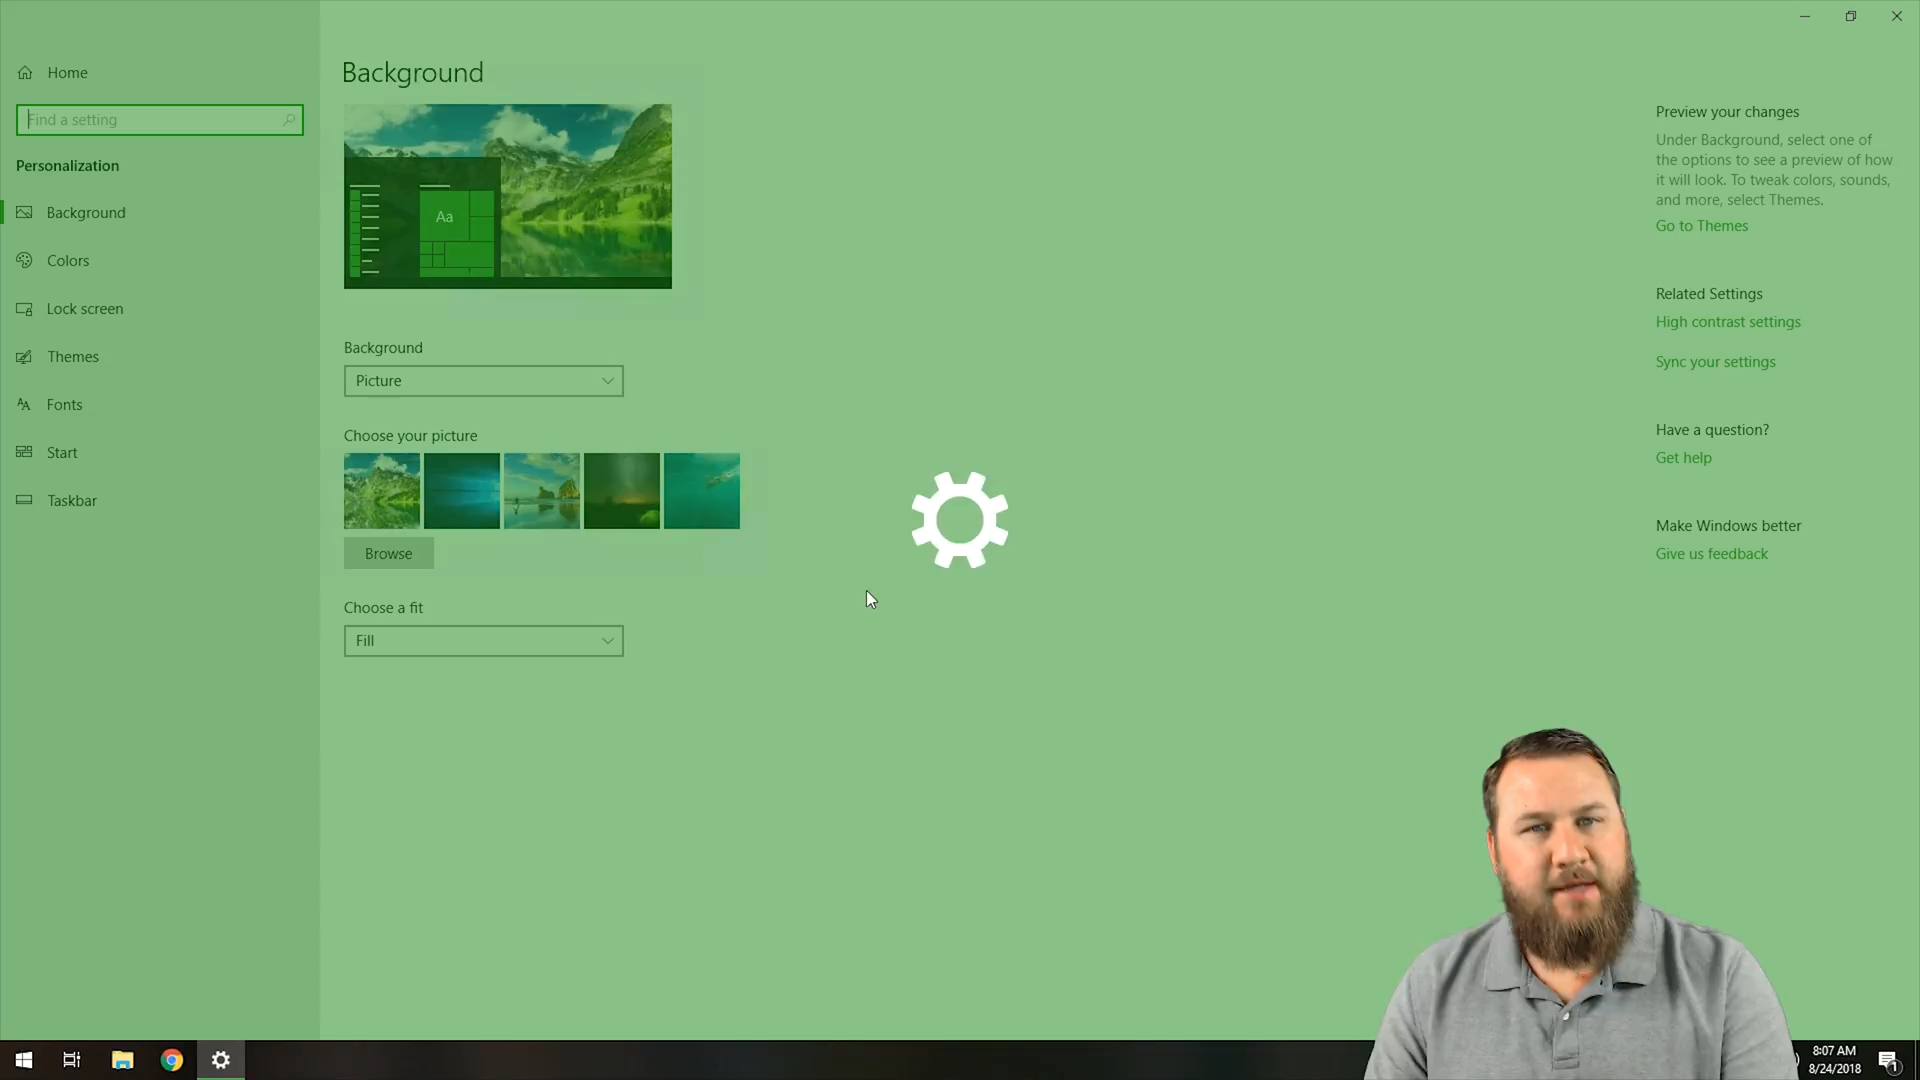 Home
Find a setting
Personalization
Background
Colors
Lock screen
Themes
Fonts
Start
Taskbar
Background
Aa
Background
Picture
Choose your picture
Browse
Choose a fit
Fill
Preview your changes
Under Background, select one of
the options to see a preview of how
it will look. To tweak colors, sounds,
and more, select Themes.
Go to Themes
Related Settings
High contrast settings
Sync your settings
Have a question?
Get help
Make Windows better
Give us feedback
8:07 AM
8/24/2018
1